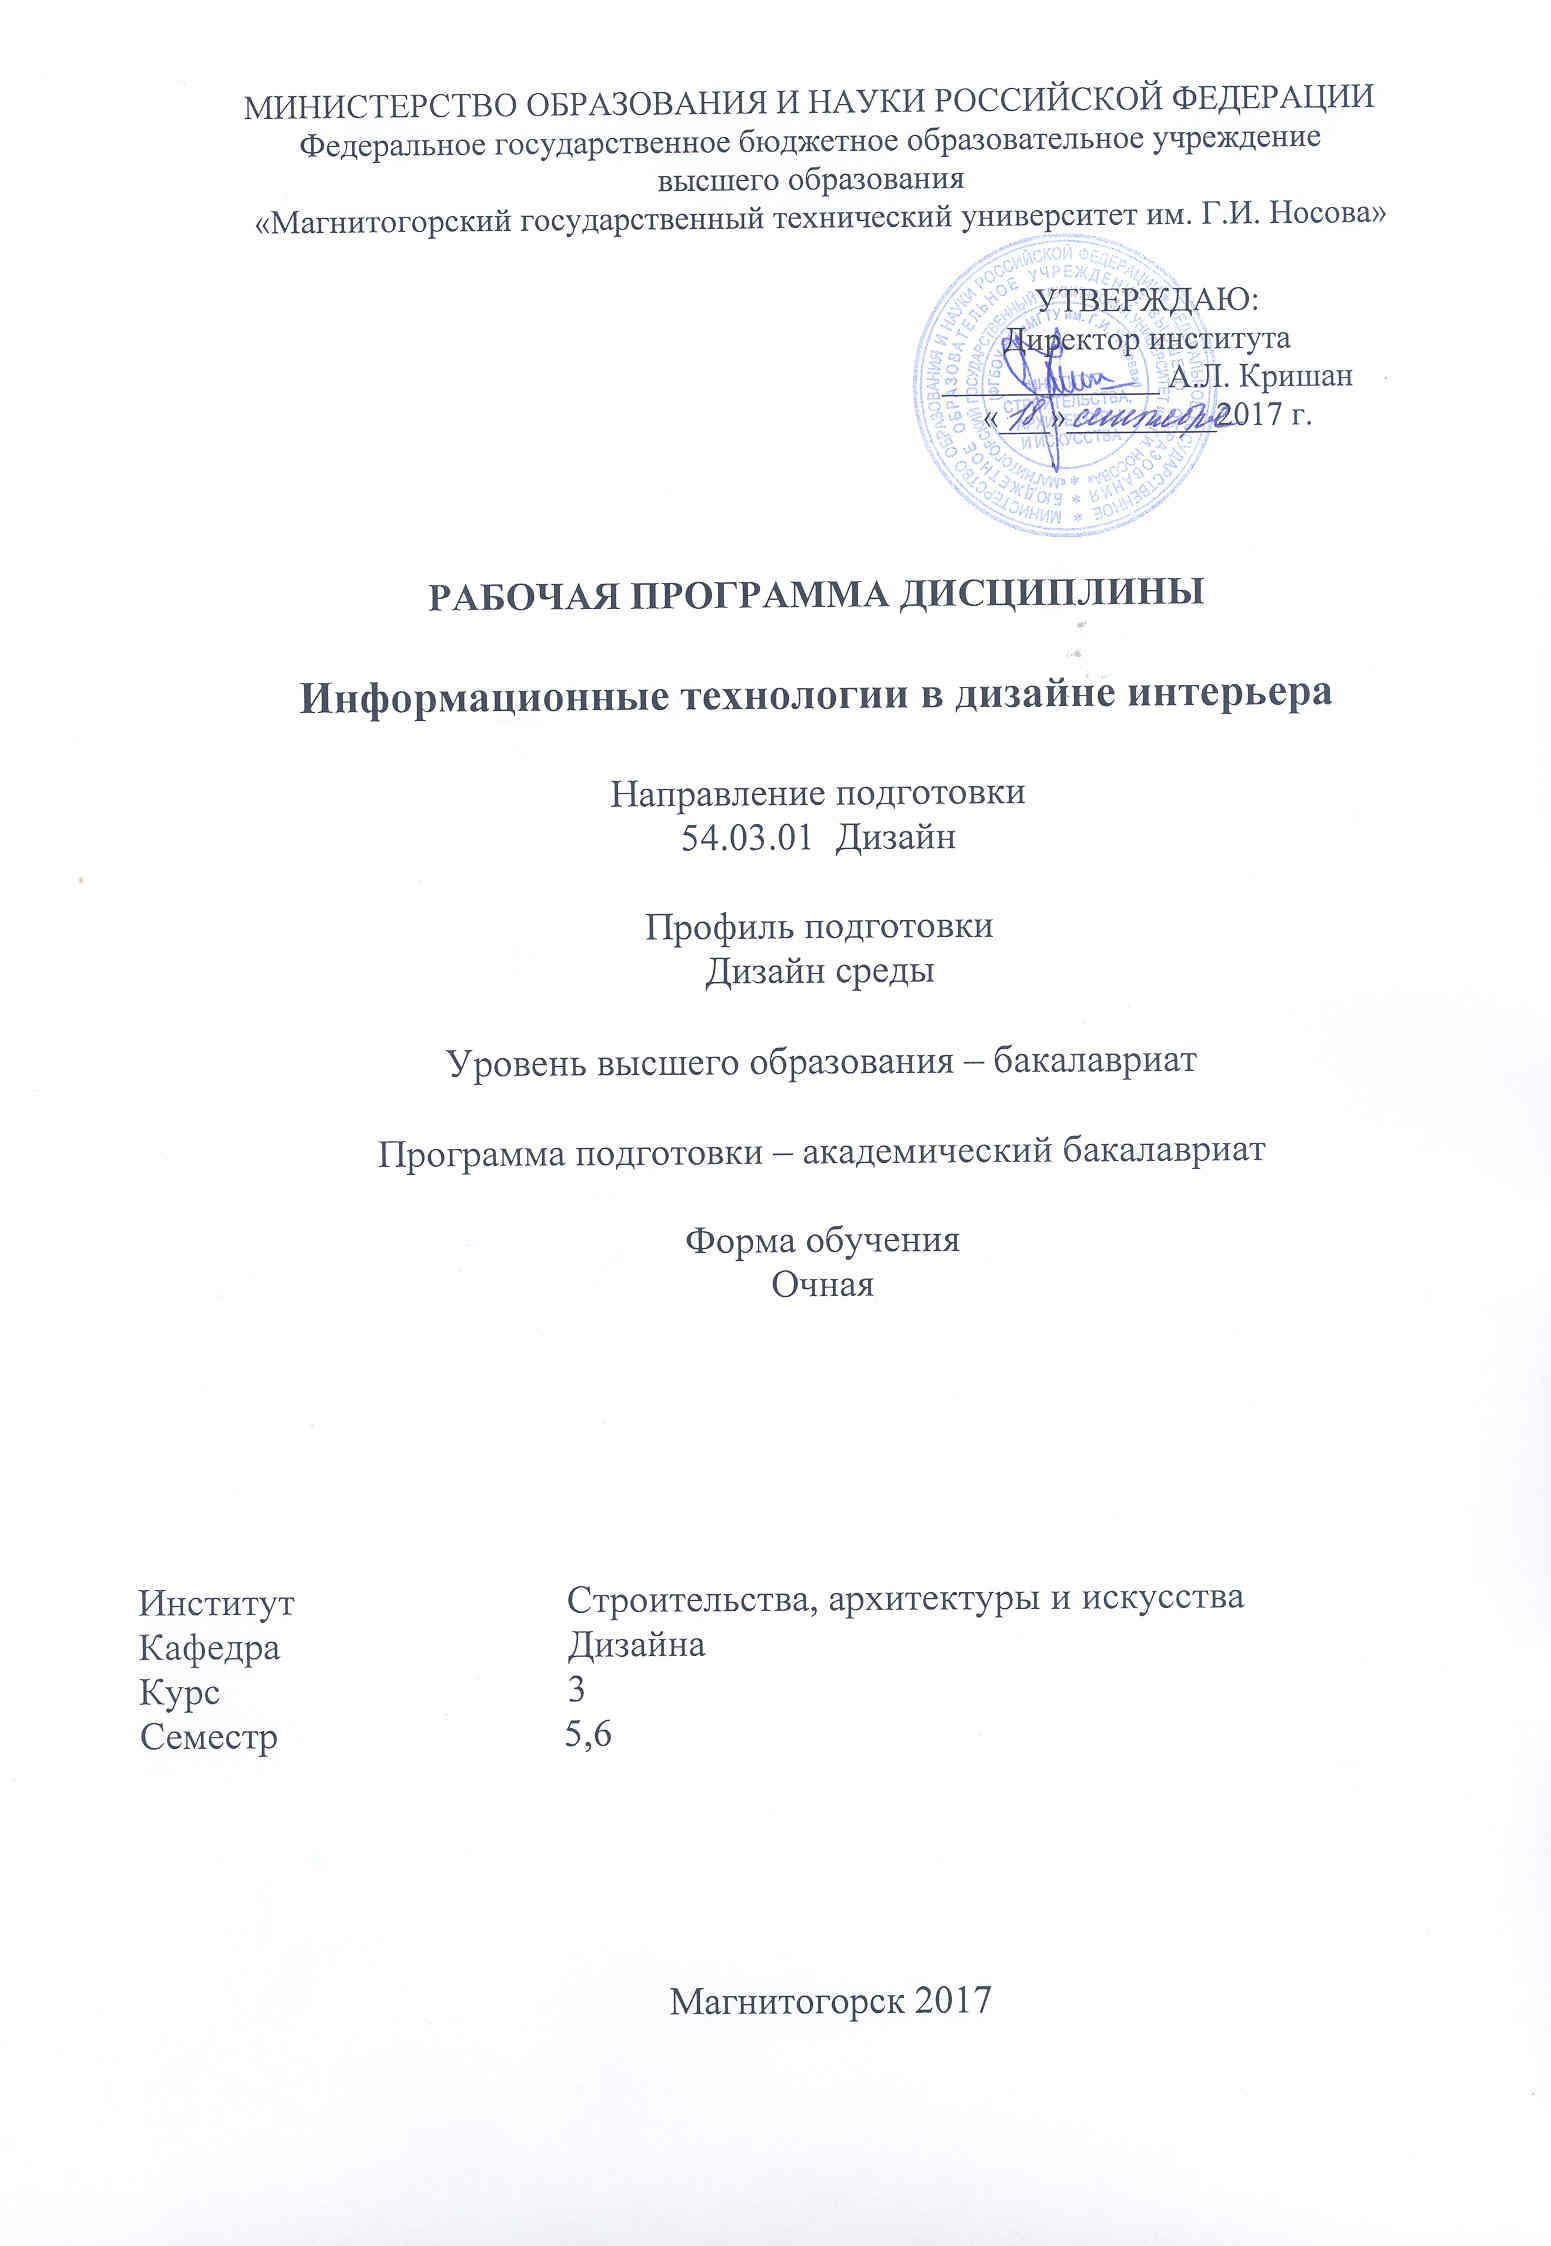 МИНИСТЕРСТВО ОБРАЗОВАНИЯ И НАУКИ РОССИЙСКОЙ ФЕДЕРАЦИИ
Федеральное государственное бюджетное образовательное учреждение
высшего образования
«Магнитогорский государственный технический университет им. Г.И. Носова»
УТВЕРЖДАЮ:
Директор института
А.Л. Кришан
«18» сентября 2017 г.
РАБОЧАЯ ПРОГРАММА ДИСЦИПЛИНЫ
Информационные технологии в дизайне интерьера
Направление подготовки
54.03.01 Дизайн
Профиль подготовки
Дизайн среды
Уровень высшего образования – бакалавриат
Программа подготовки – академический бакалавриат
Форма обучения
Очная
Институт Строительства, архитектуры и искусства
Кафедра Дизайна
Курс 3
Семестр 5,6
Магнитогорск 2017